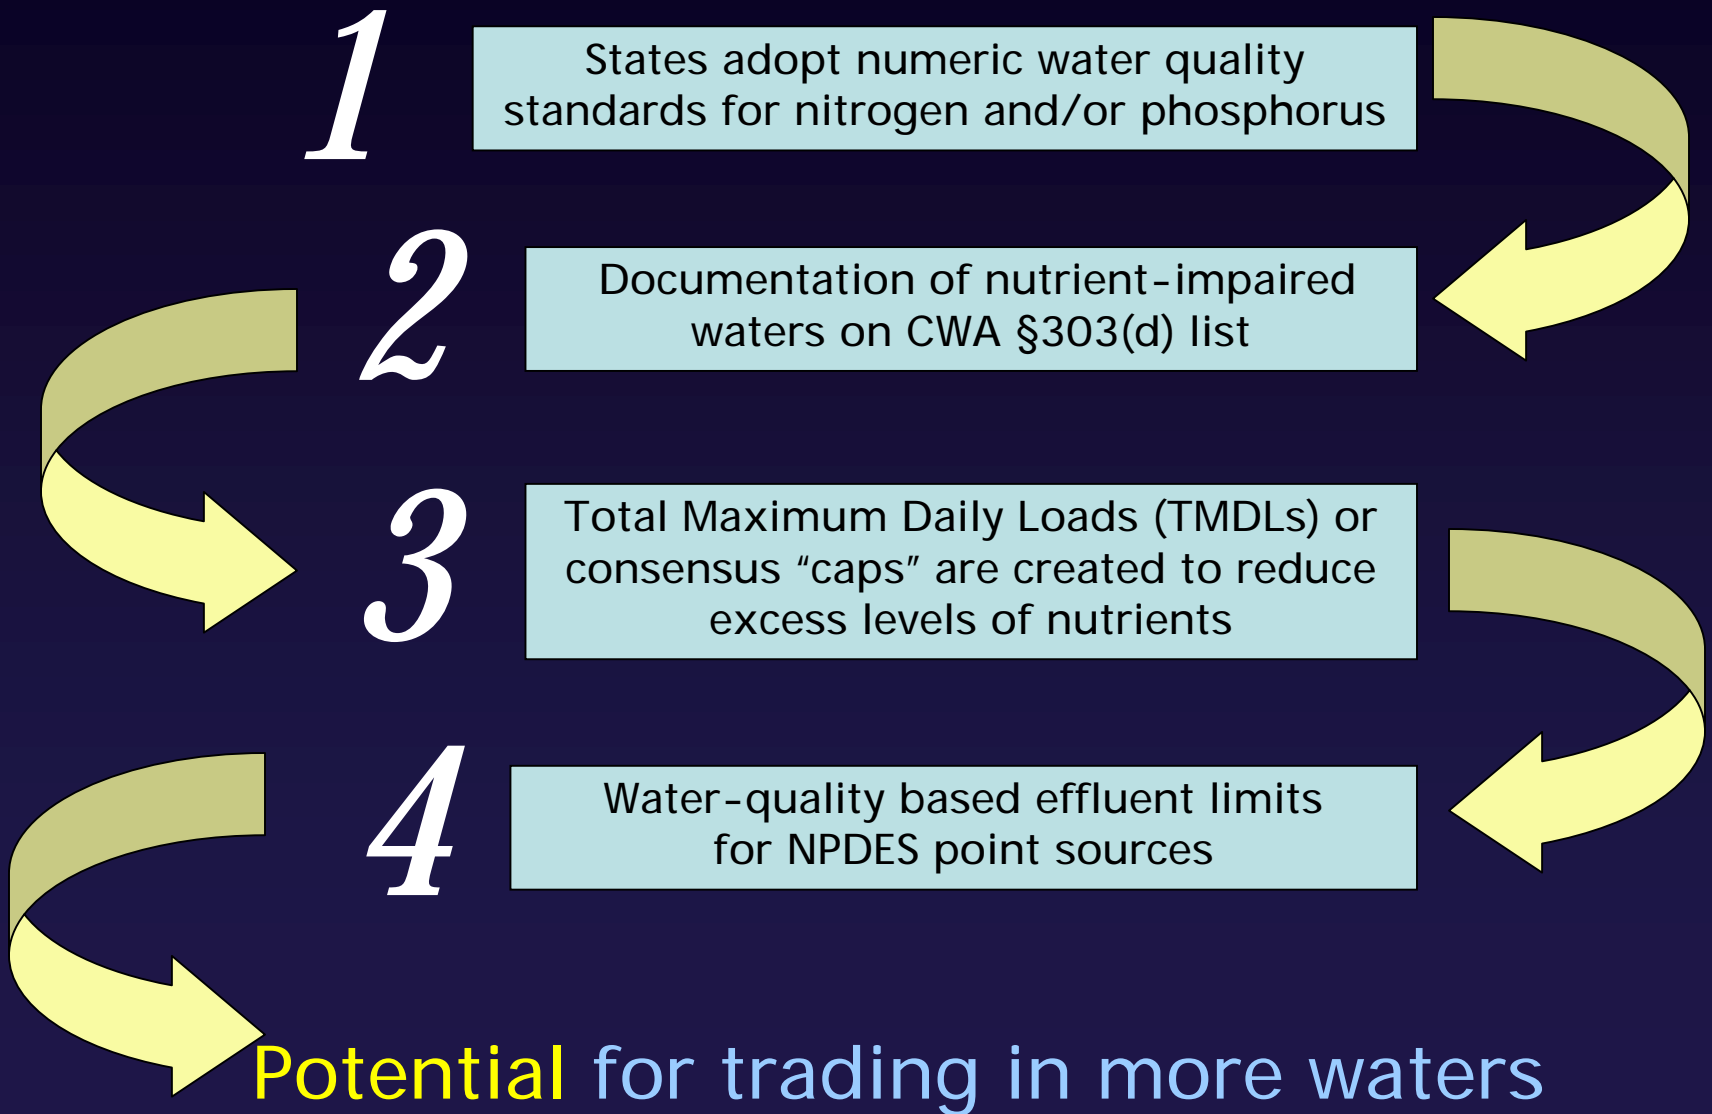 1
States adopt numeric water quality
standards for nitrogen and/or phosphorus
2
Documentation of nutrient-impaired
waters on CWA §303(d) list
3
Total Maximum Daily Loads (TMDLs) or
consensus “caps” are created to reduce
excess levels of nutrients
4
Water-quality based effluent limits
for NPDES point sources
Potential for trading in more waters